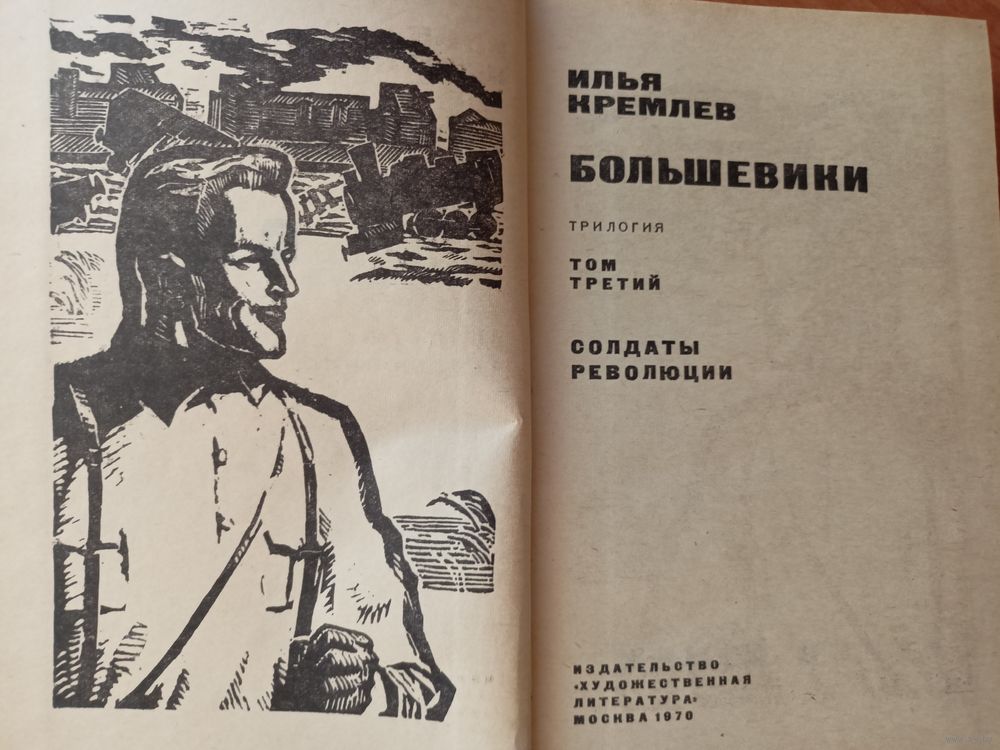 ИЛЬЯ
КРЕМЛЕВ
БОЛЬШЕВИКИ
ТРИЛОГИЯ
ТОМ
ТРЕТИЙ
СОЛДАТЫ
РЕВОЛЮЦИИ
ИЗДАТЕЛЬСТВО
«ХУДОЖЕСТВЕННАЯ
ЛИТЕРАТУРА»
МОСКВА 1970